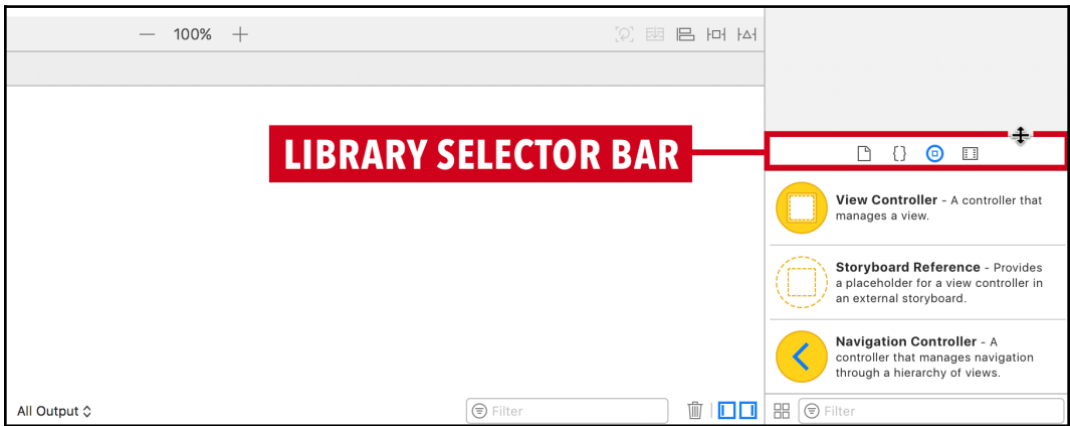 100%
LIBRARY SELECTOR BAR
{}
View Controller - A controller that
manages a view.
Storyboard Reference - Provides
a placeholder for a view controller in
an external storyboard.
Navigation Controller - A
controller that manages navigation
through a hierarchy of views.
All Output
Filter
Filter